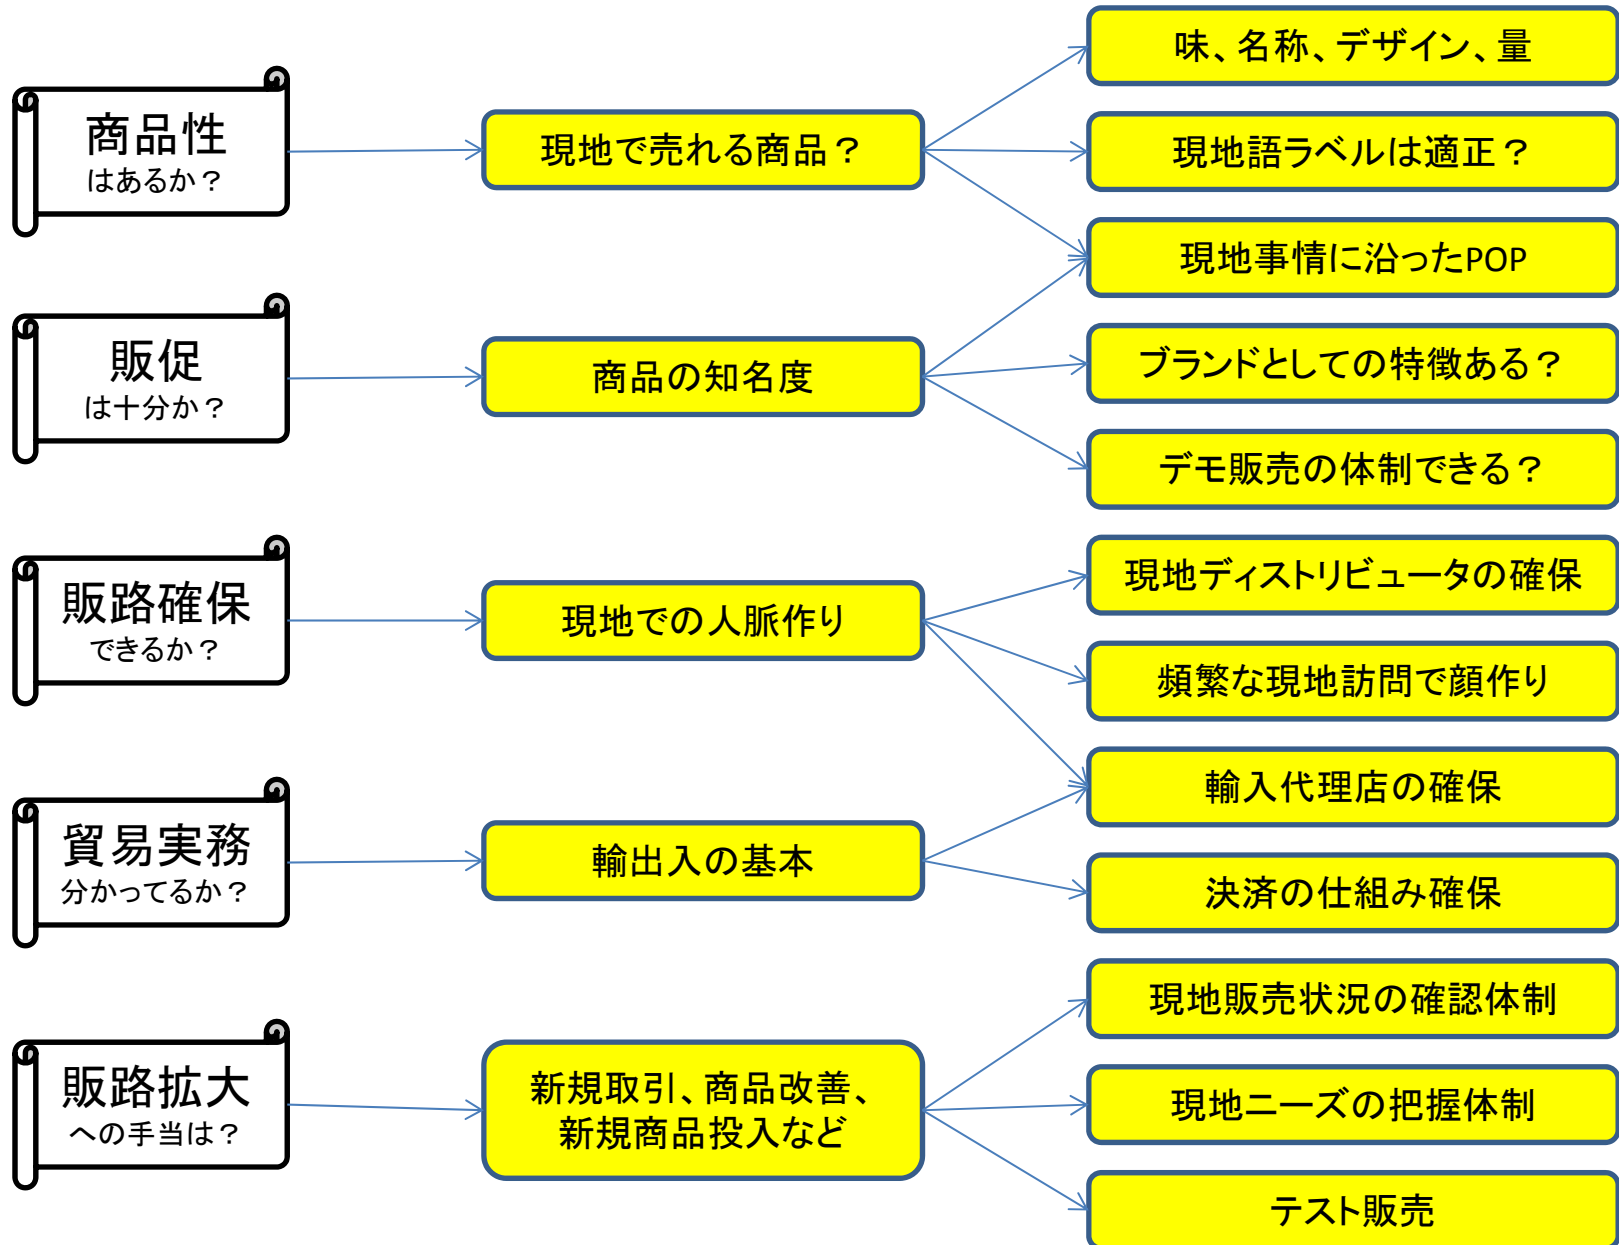 商品性
はあるか？
現地で売れる商品？
味、名称、デザイン、量
現地語ラベルは適正？
現地事情に沿ったPOP
販促
は十分か？
商品の知名度
ブランドとしての特徴ある？
デモ販売の体制できる？
販路確保
できるか？
現地での人脈作り
現地ディストリビュータの確保
頻繁な現地訪問で顔作り
輸入代理店の確保
貿易実務
分かってるか？
輸出入の基本
決済の仕組み確保
販路拡大
への手当は？
新規取引、商品改善、
新規商品投入など
現地販売状況の確認体制
現地ニーズの把握体制
テスト販売